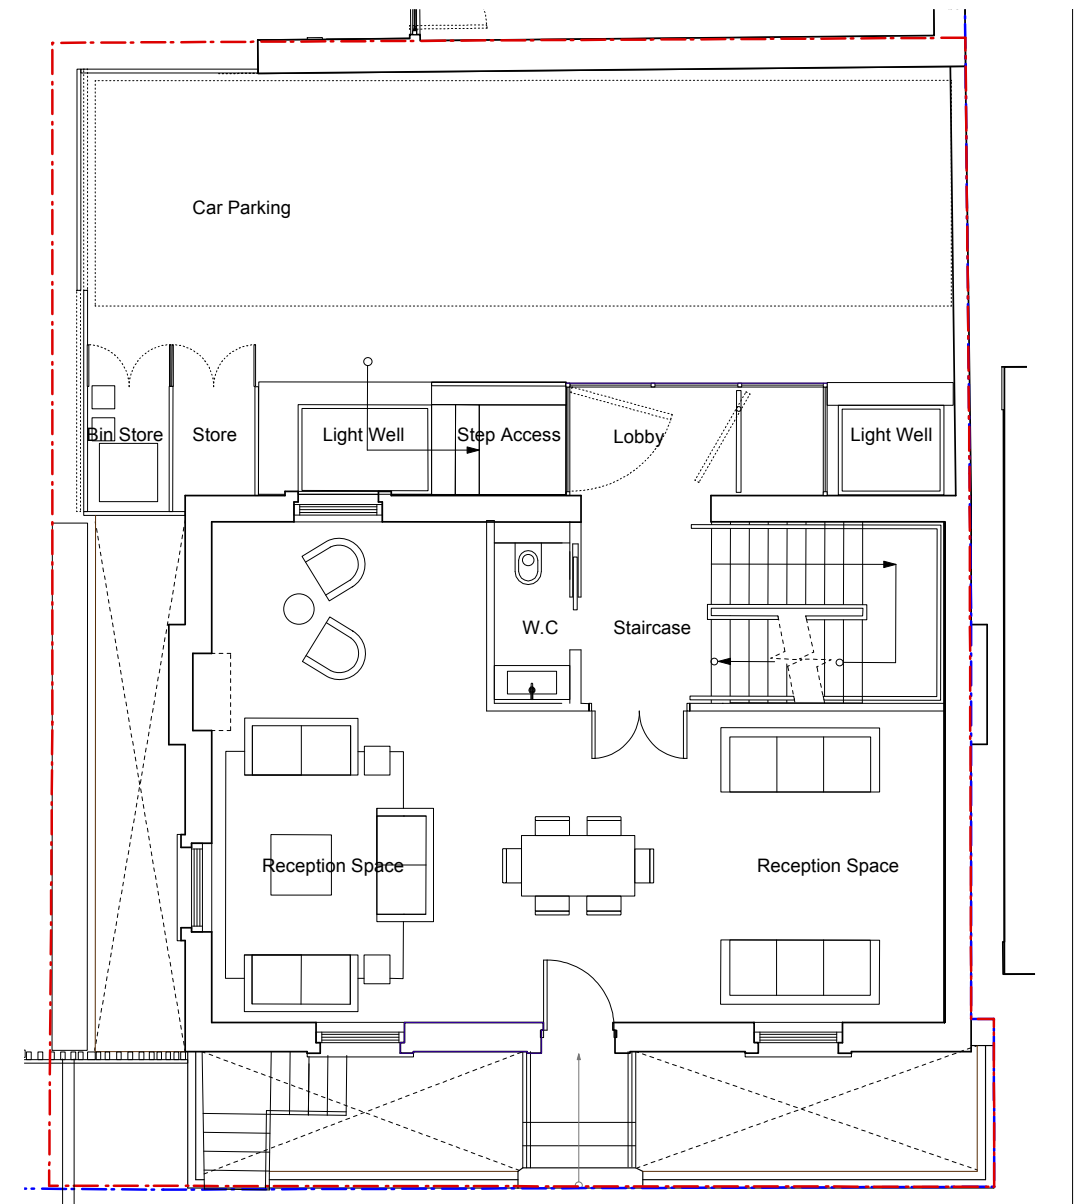 Car Parking
Bin Store
Store
Light Well
Step Access
Lobby
Light Well
W.C
Staircase
Reception Space
Reception Space